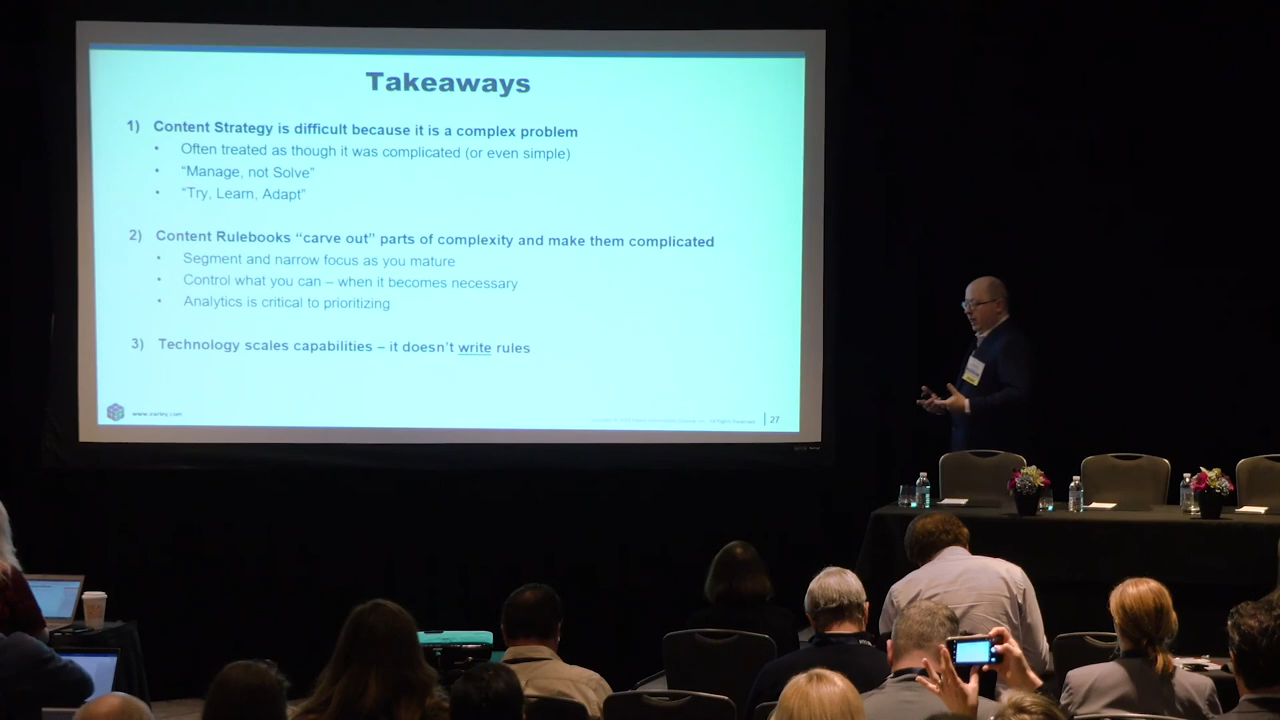 Takeaways
1) Content Strategy is difficult because it is a complex problem
• Often treated as though it was complicated (or even simple)
• “Manage, not Solve”
• “Try, Learn, Adapt”
2) Content Rulebooks “carve out” parts of complexity and make them complicated
• Segment and narrow focus as you mature
• Control what you can – when it becomes necessary
• Analytics is critical to prioritizing
3) Technology scales capabilities – it doesn’t write rules
All Rights Reserved
27